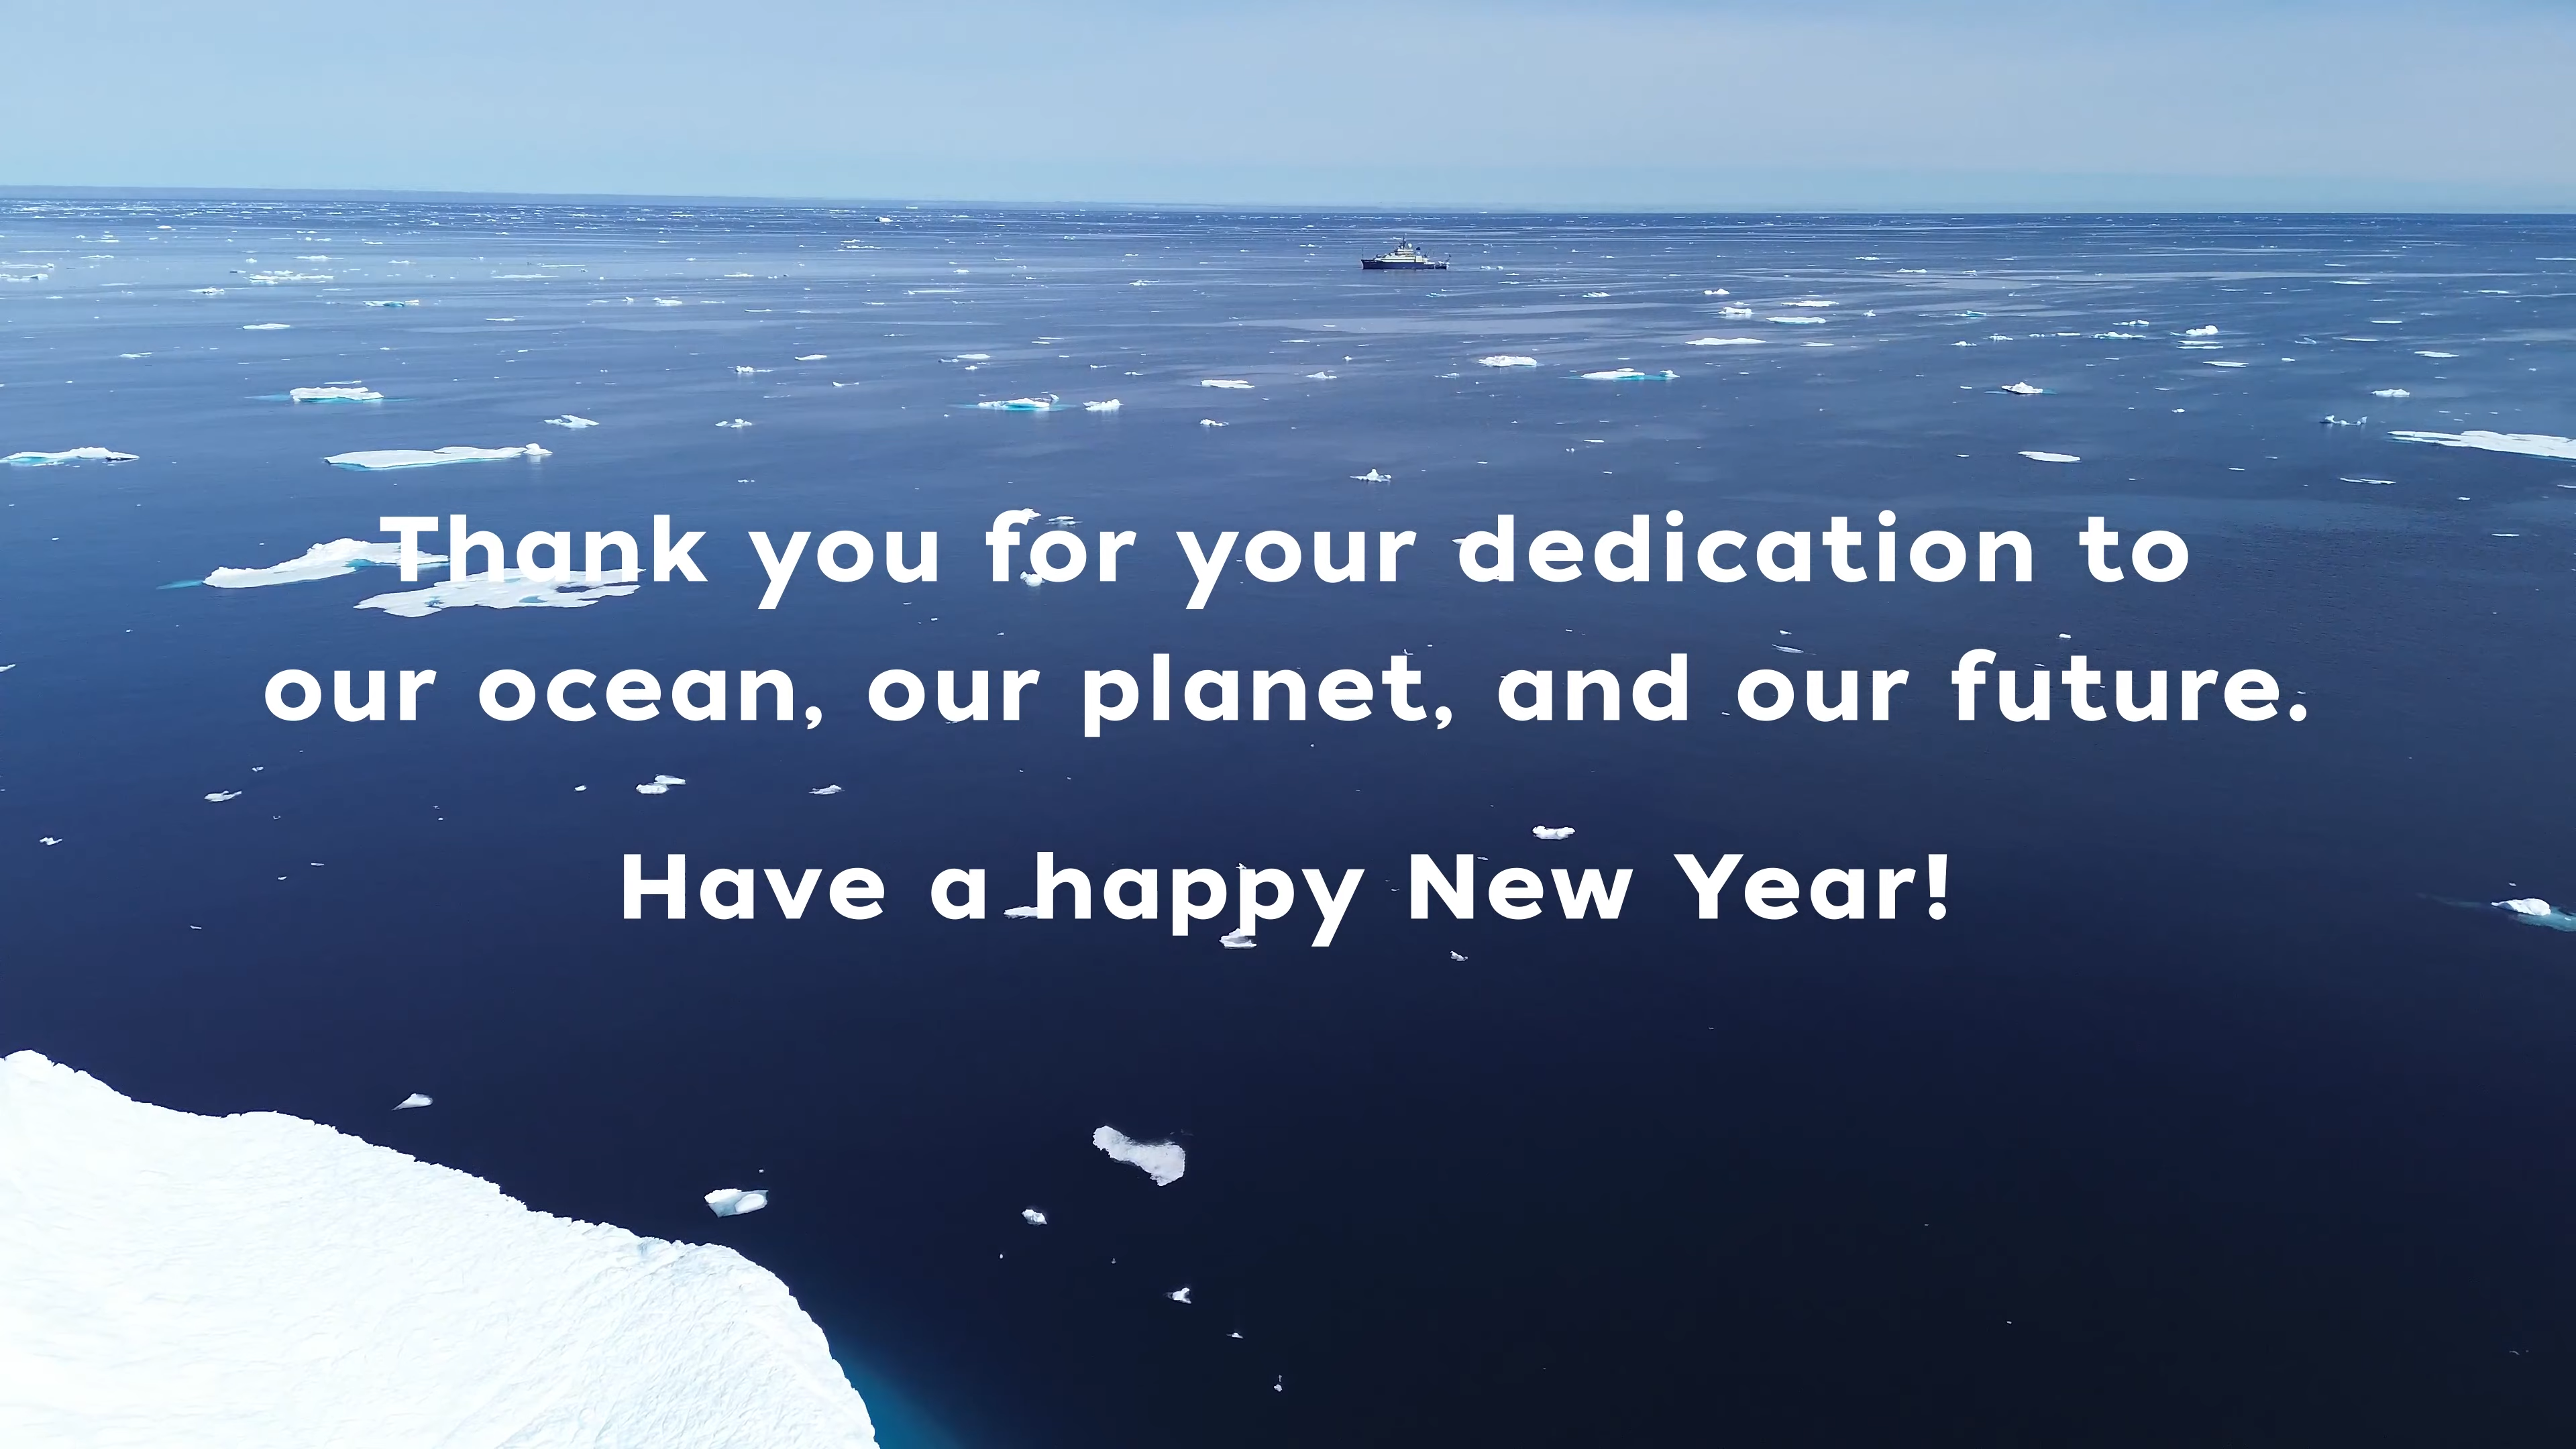 Thank you for your dedication to
our ocean, our planet, and our future.
Have a happy New Year!